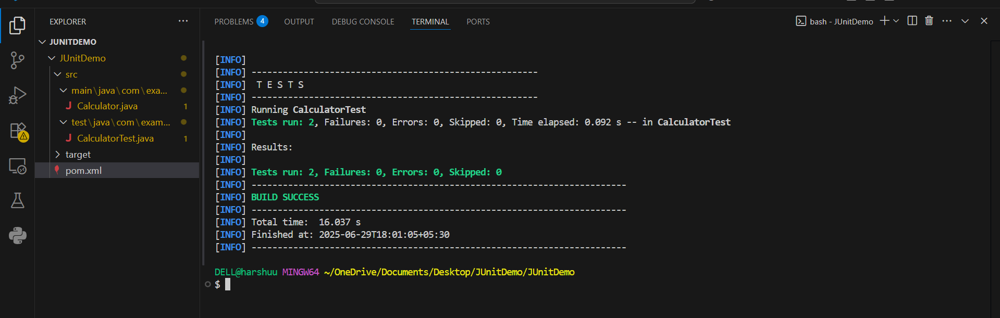 EXPLORER
JUNITDEMO
JUnitDemo
src
main\java\com\exa...
J Calculator.java 1
test\java\com\exam...
J CalculatorTest.java 1
target
pom.xml
PROBLEMS 4 OUTPUT DEBUG CONSOLE TERMINAL PORTS
bash - JUnitDemo
[INFO]
[INFO] -------------------------------------------------------
[INFO]  T E S T S
[INFO] -------------------------------------------------------
[INFO] Running CalculatorTest
[INFO] Tests run: 2, Failures: 0, Errors: 0, Skipped: 0, Time elapsed: 0.092 s -- in CalculatorTest
[INFO]
[INFO] Results:
[INFO]
[INFO] Tests run: 2, Failures: 0, Errors: 0, Skipped: 0
[INFO] ------------------------------------------------------------------------
[INFO] BUILD SUCCESS
[INFO] ------------------------------------------------------------------------
[INFO] Total time:  16.037 s
[INFO] Finished at: 2025-06-29T18:01:05+05:30
[INFO] ------------------------------------------------------------------------
DELL@harshuu MINGW64 ~/OneDrive/Documents/Desktop/JUnitDemo/JUnitDemo
$